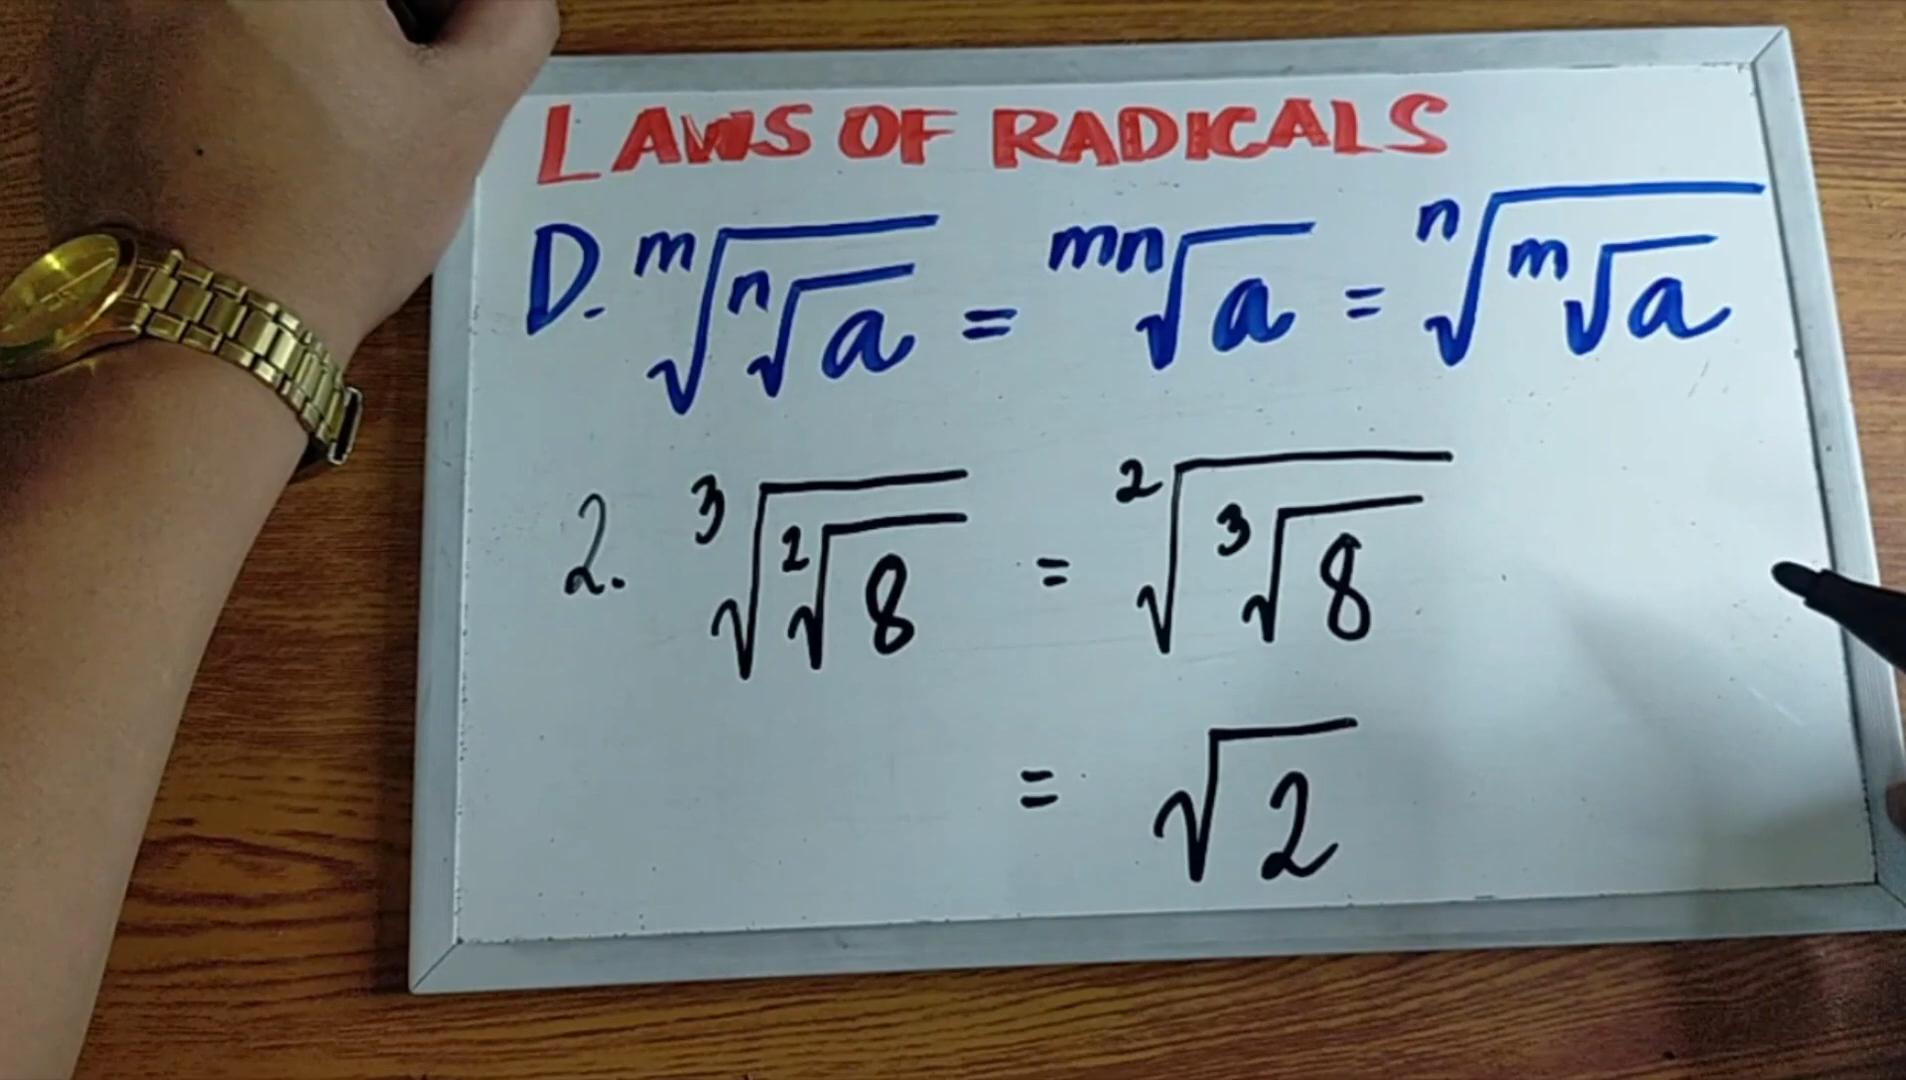 LAWS OF RADICALS
D. ᵐ√(ⁿ√a) = ᵐⁿ√a = ⁿ√(ᵐ√a)
2. ³√(²√8) = ²√(³√8)
= √2